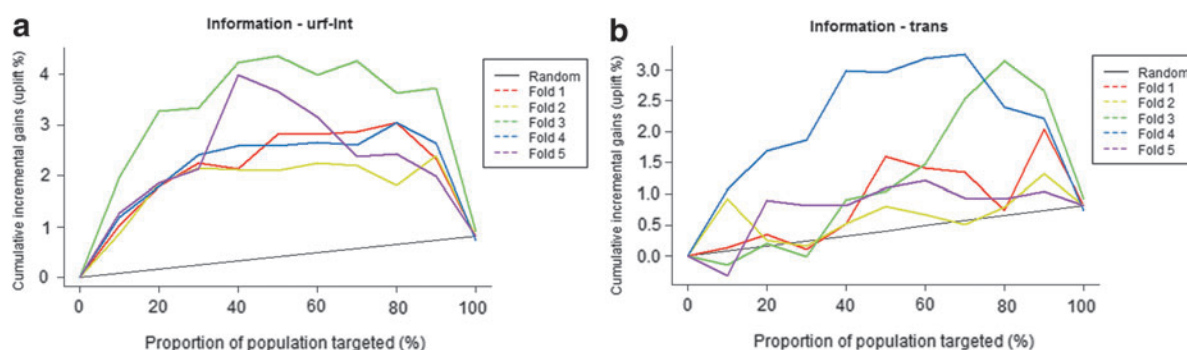 a
Information - urf-Int
Cumulative incremental gains (uplift %)
4
3
2
1
0
0 20 40 60 80 100
Proportion of population targeted (%)
Random
Fold 1
Fold 2
Fold 3
Fold 4
Fold 5
b
Information - trans
Cumulative incremental gains (uplift %)
3.0
2.5
2.0
1.5
1.0
0.5
0.0
0 20 40 60 80 100
Proportion of population targeted (%)
Random
Fold 1
Fold 2
Fold 3
Fold 4
Fold 5